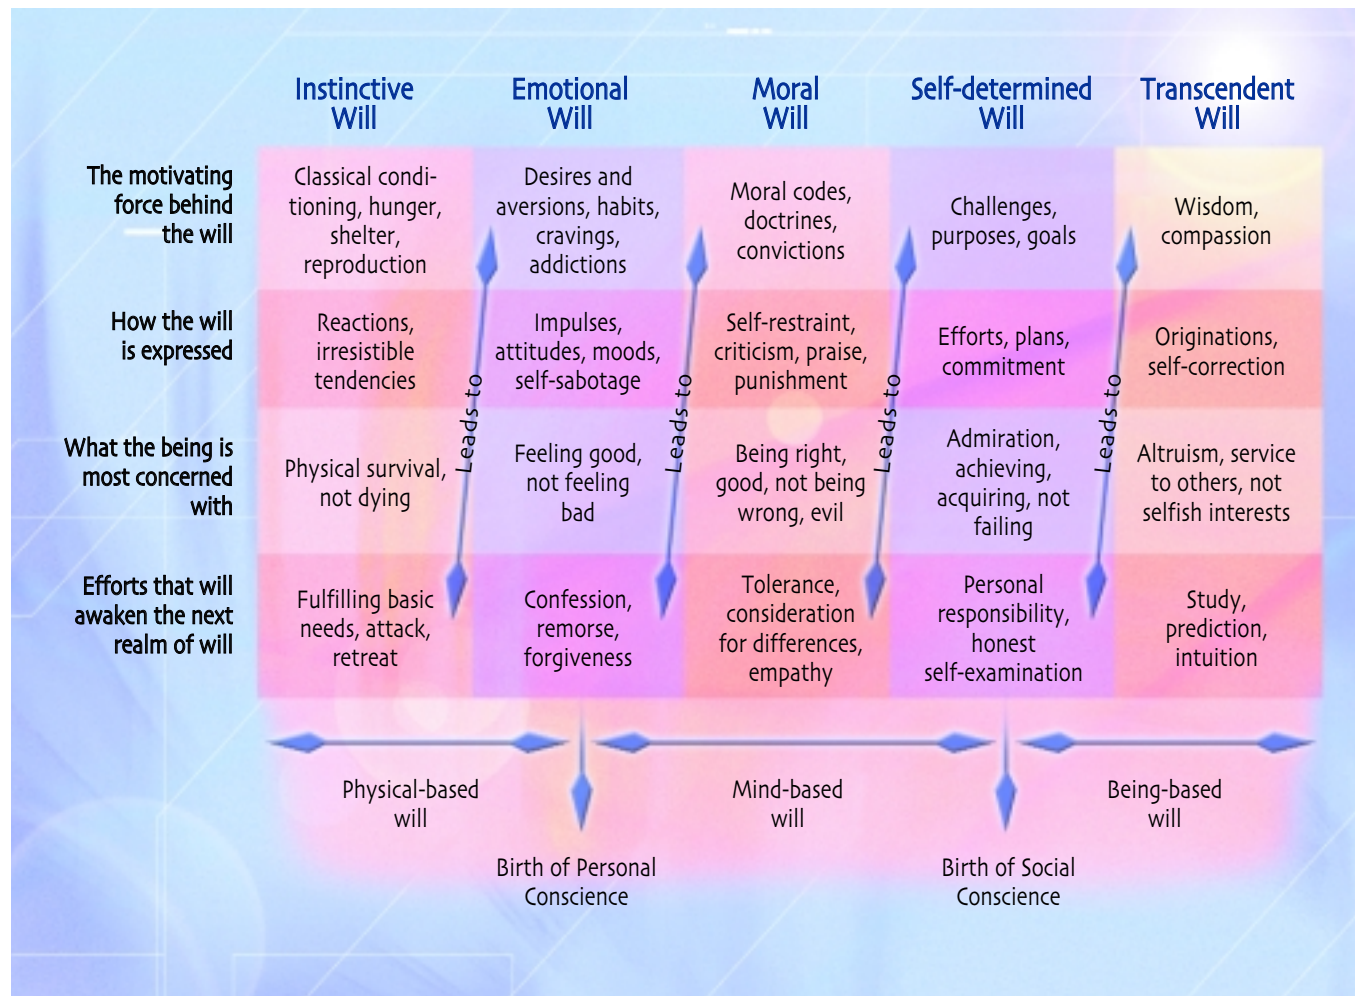 Instinctive
Will
Emotional
Will
Moral
Will
Self-determined
Will
Transcendent
Will
The motivating
force behind
the will
Classical condi-
tioning, hunger,
shelter,
reproduction
Desires and
aversions, habits,
cravings,
addictions
Moral codes,
doctrines,
convictions
Challenges,
purposes, goals
Wisdom,
compassion
How the will
is expressed
Reactions,
irresistible
tendencies
Impulses,
attitudes, moods,
self-sabotage
Self-restraint,
criticism, praise,
punishment
Efforts, plans,
commitment
Originations,
self-correction
Leads to
Leads to
Leads to
Leads to
What the being is
most concerned
with
Physical survival,
not dying
Feeling good,
not feeling
bad
Being right,
good, not being
wrong, evil
Admiration,
achieving,
acquiring, not
failing
Altruism, service
to others, not
selfish interests
Efforts that will
awaken the next
realm of will
Fulfilling basic
needs, attack,
retreat
Confession,
remorse,
forgiveness
Tolerance,
consideration
for differences,
empathy
Personal
responsibility,
honest
self-examination
Study,
prediction,
intuition
Physical-based
will
Mind-based
will
Being-based
will
Birth of Personal
Conscience
Birth of Social
Conscience